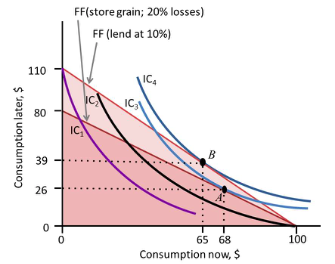 FF(store grain; 20% losses)
FF (lend at 10%)
IC4
110
IC2
IC3
80
IC1
Consumption later, $
B
39
26
A
0
0
65 68
100
Consumption now, $